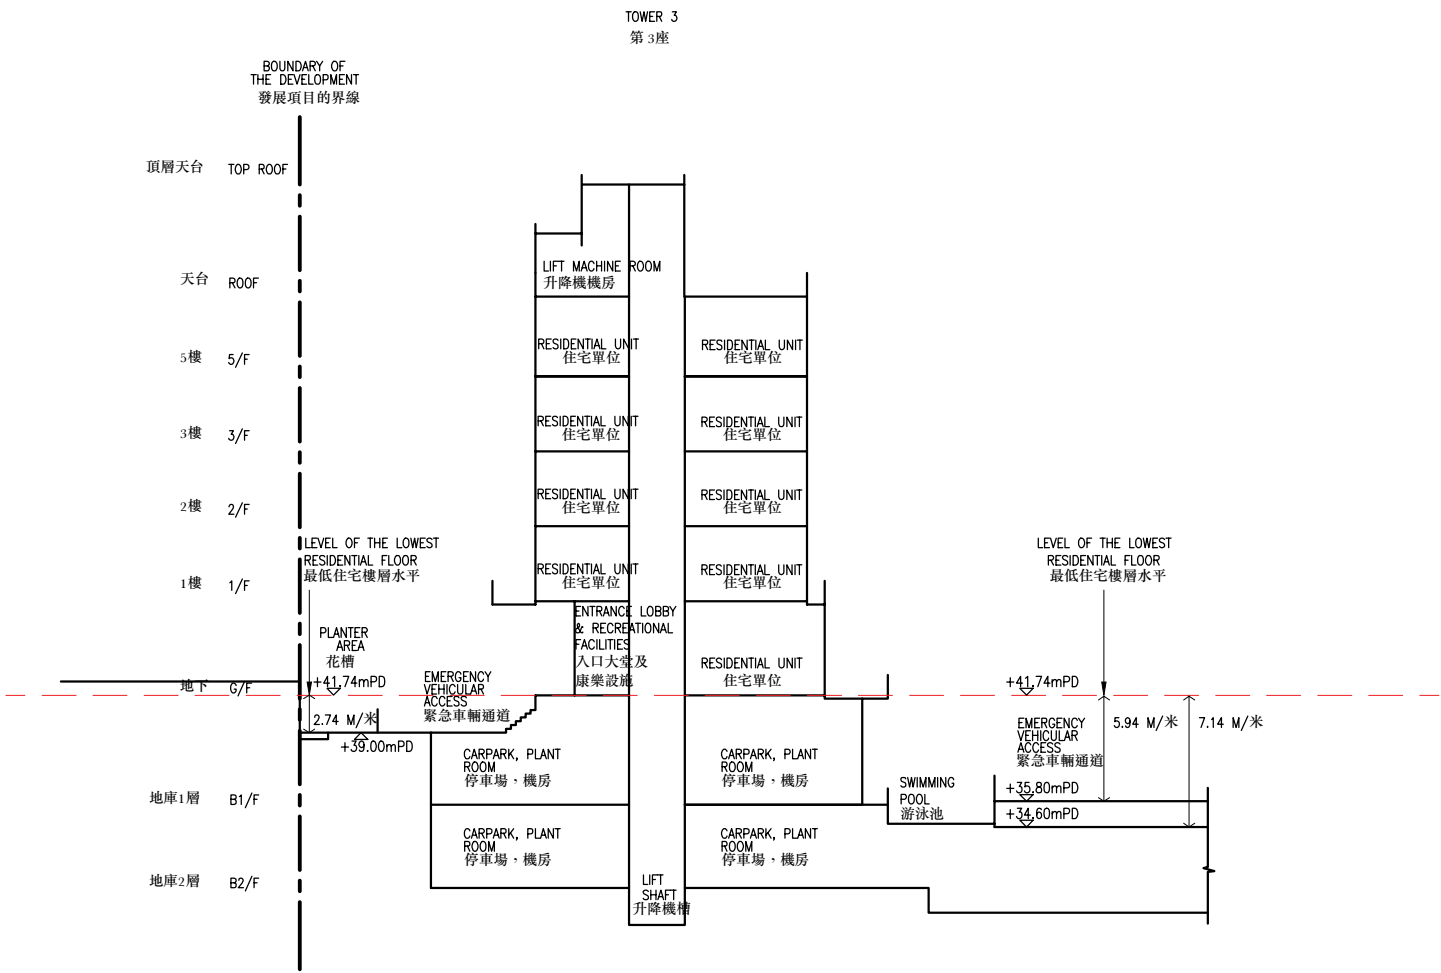 TOWER 3
第 3座
BOUNDARY OF
THE DEVELOPMENT
發展項目的界線
頂層天台 TOP ROOF
天台 ROOF
LIFT MACHINE ROOM
升降機機房
5樓 5/F
RESIDENTIAL UNIT
住宅單位
RESIDENTIAL UNIT
住宅單位
3樓 3/F
RESIDENTIAL UNIT
住宅單位
RESIDENTIAL UNIT
住宅單位
2樓 2/F
RESIDENTIAL UNIT
住宅單位
RESIDENTIAL UNIT
住宅單位
1樓 1/F
RESIDENTIAL UNIT
住宅單位
RESIDENTIAL UNIT
住宅單位
LEVEL OF THE LOWEST
RESIDENTIAL FLOOR
最低住宅樓層水平
LEVEL OF THE LOWEST
RESIDENTIAL FLOOR
最低住宅樓層水平
PLANTER
AREA
花槽
ENTRANCE LOBBY
& RECREATIONAL
FACILITIES
入口大堂及
康樂設施
RESIDENTIAL UNIT
住宅單位
地下 G/F
+41.74mPD
EMERGENCY
VEHICULAR
ACCESS
緊急車輛通道
+41.74mPD
2.74 M/米
+39.00mPD
5.94 M/米
7.14 M/米
EMERGENCY
VEHICULAR
ACCESS
緊急車輛通道
CARPARK, PLANT
ROOM
停車場，機房
CARPARK, PLANT
ROOM
停車場，機房
地庫1層 B1/F
SWIMMING
POOL
游泳池
+35.80mPD
+34.60mPD
CARPARK, PLANT
ROOM
停車場，機房
CARPARK, PLANT
ROOM
停車場，機房
地庫2層 B2/F
LIFT
SHAFT
升降機槽